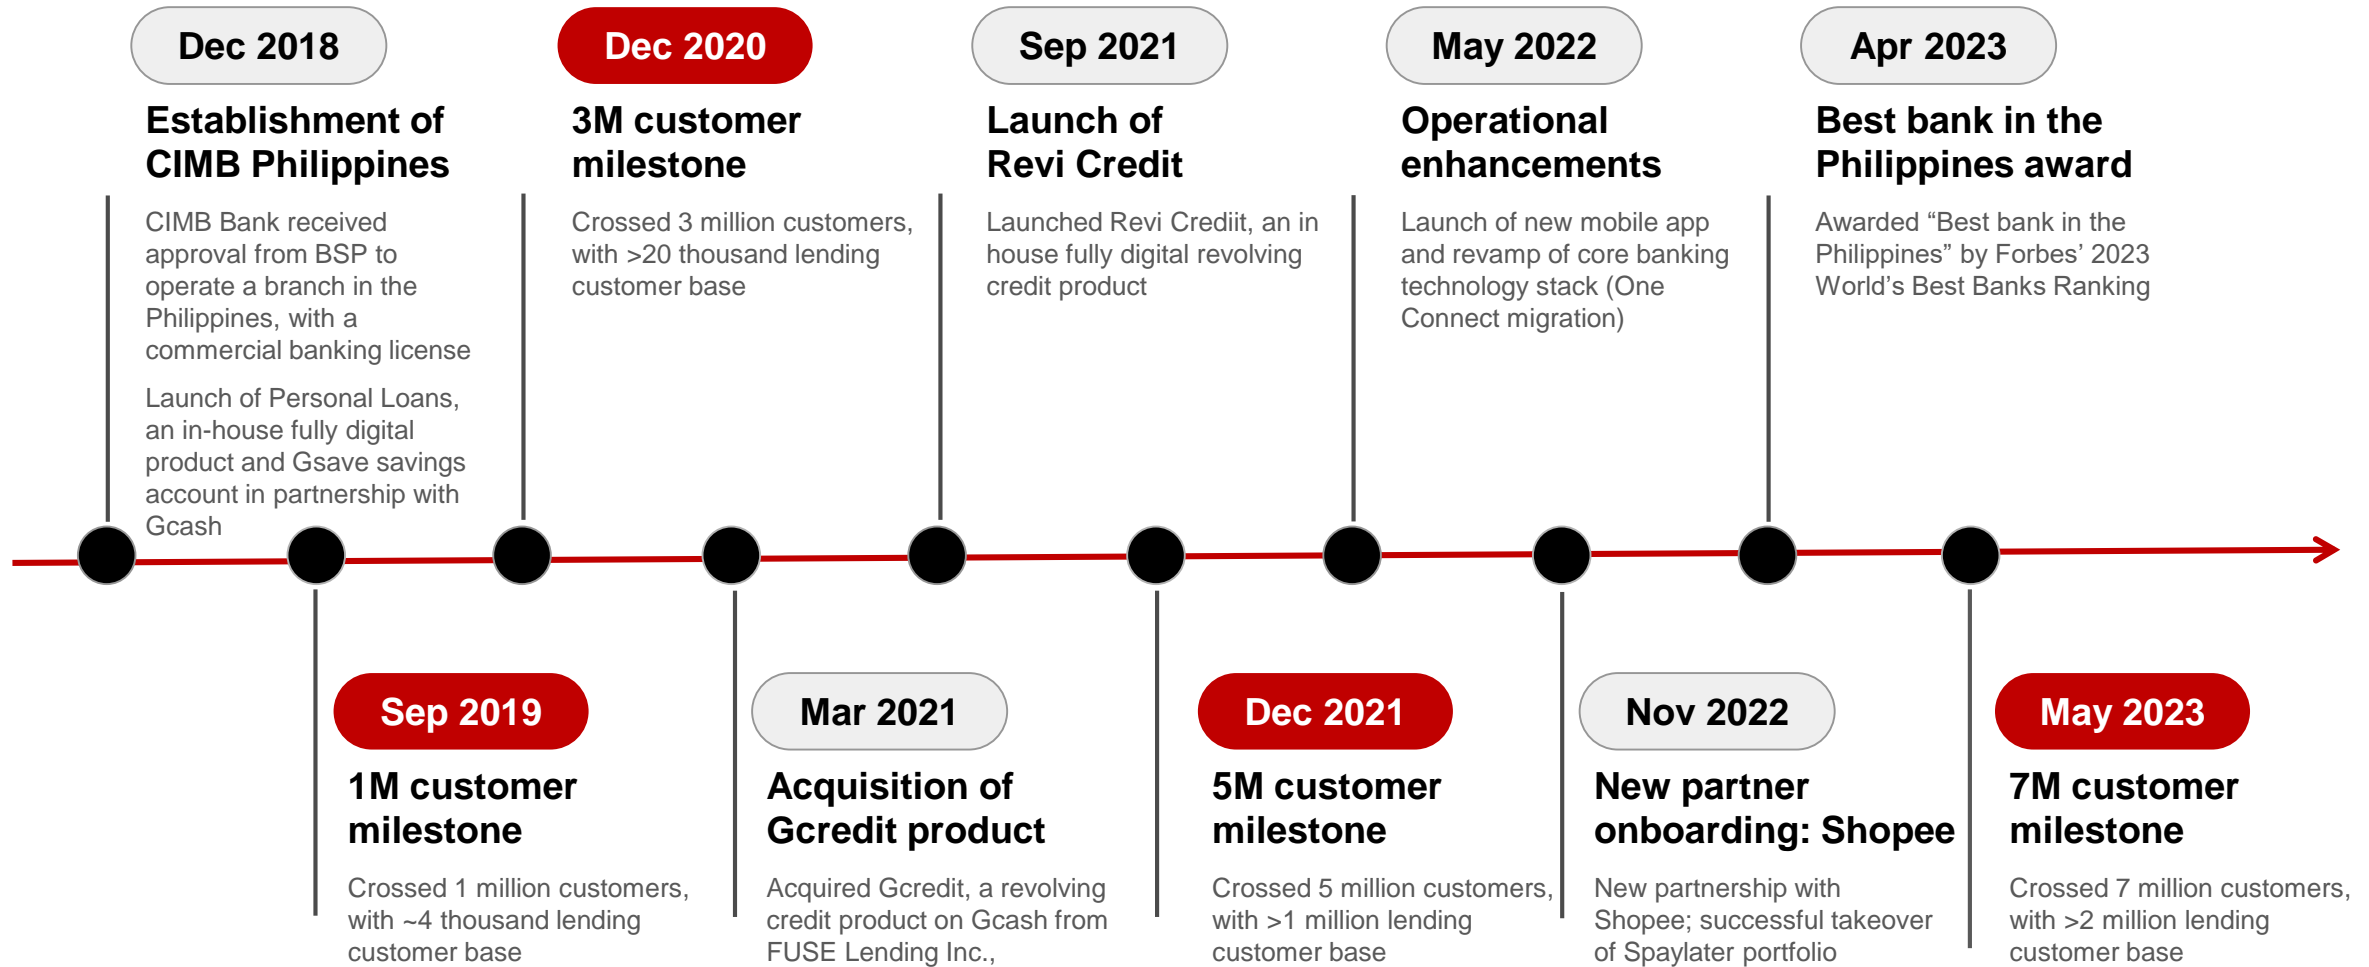 Dec 2018
Establishment of
CIMB Philippines
CIMB Bank received
approval from BSP to
operate a branch in the
Philippines, with a
commercial banking license
Launch of Personal Loans,
an in-house fully digital
product and Gsave savings
account in partnership with
Gcash
Sep 2019
1M customer
milestone
Crossed 1 million customers,
with ~4 thousand lending
customer base
Dec 2020
3M customer
milestone
Crossed 3 million customers,
with >20 thousand lending
customer base
Mar 2021
Acquisition of
Gcredit product
Acquired Gcredit, a revolving
credit product on Gcash from
FUSE Lending Inc.,
Sep 2021
Launch of
Revi Credit
Launched Revi Crediit, an in
house fully digital revolving
credit product
Dec 2021
5M customer
milestone
Crossed 5 million customers,
with >1 million lending
customer base
May 2022
Operational
enhancements
Launch of new mobile app
and revamp of core banking
technology stack (One
Connect migration)
Nov 2022
New partner
onboarding: Shopee
New partnership with
Shopee; successful takeover
of Spaylater portfolio
Apr 2023
Best bank in the
Philippines award
Awarded “Best bank in the
Philippines” by Forbes’ 2023
World’s Best Banks Ranking
May 2023
7M customer
milestone
Crossed 7 million customers,
with >2 million lending
customer base